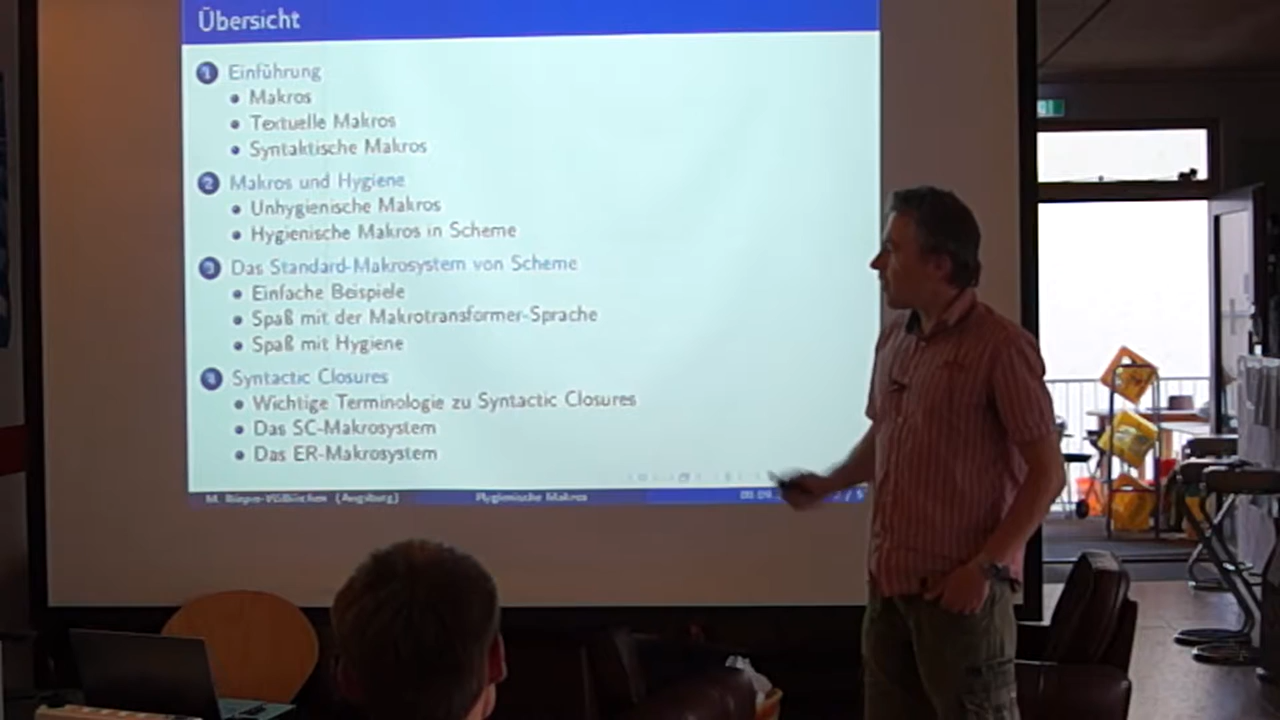 Übersicht
1 Einführung
Makros
Textuelle Makros
Syntaktische Makros
2 Makros und Hygiene
Unhygienische Makros
Hygienische Makros in Scheme
3 Das Standard-Makrosystem von Scheme
Einfache Beispiele
Spaß mit der Makrotransformer-Sprache
Spaß mit Hygiene
4 Syntactic Closures
Wichtige Terminologie zu Syntactic Closures
Das SC-Makrosystem
Das ER-Makrosystem
M. (Augsburg) Hygienische Makros